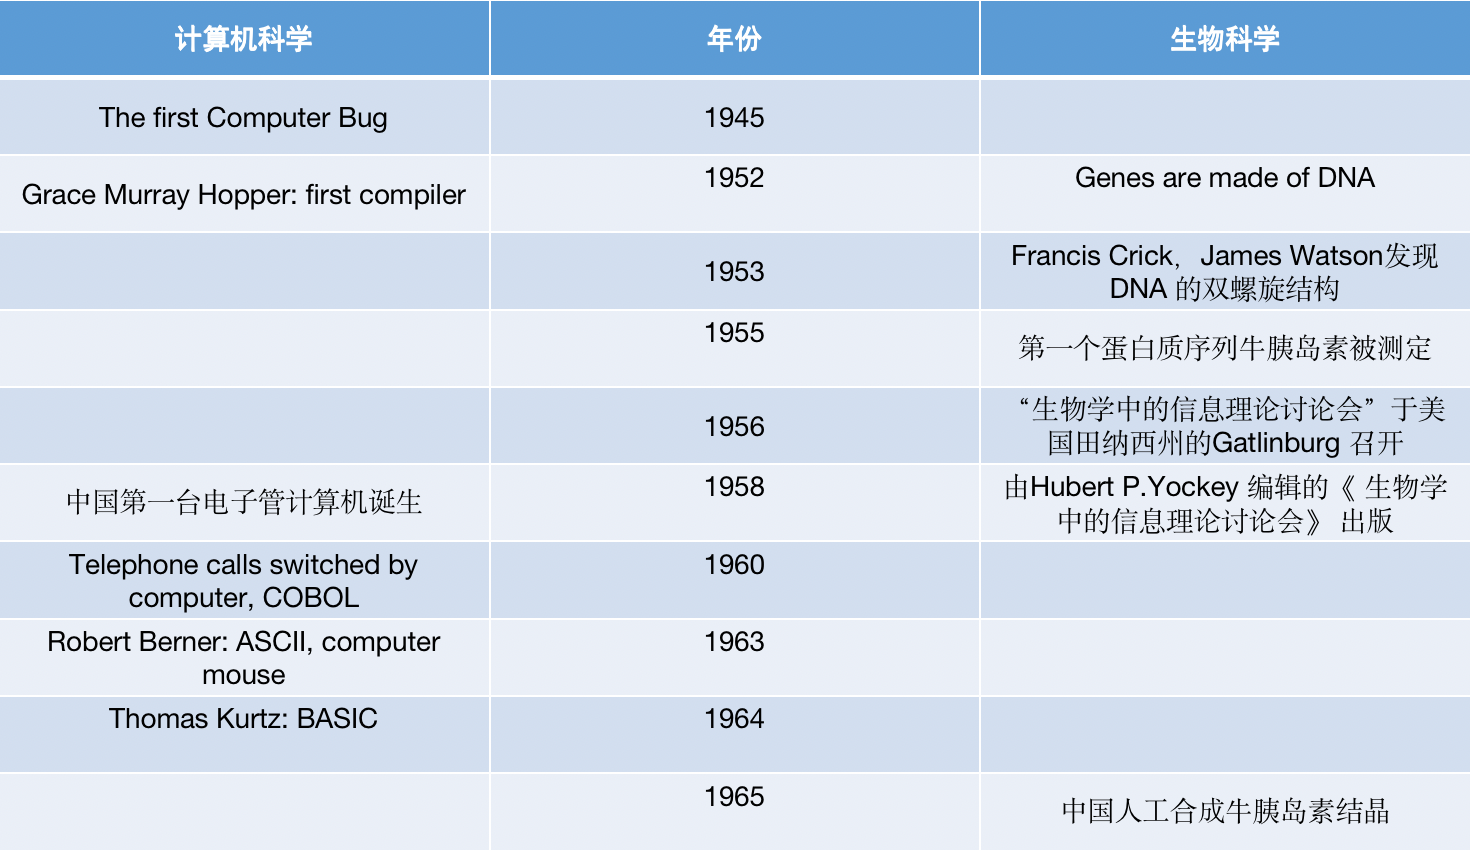 计算机科学
年份
生物科学
The first Computer Bug
1945
Grace Murray Hopper: first compiler
1952
Genes are made of DNA
1953
Francis Crick，James Watson发现
DNA 的双螺旋结构
1955
第一个蛋白质序列牛胰岛素被测定
1956
“生物学中的信息理论讨论会”于美
国田纳西州的Gatlinburg 召开
中国第一台电子管计算机诞生
1958
由Hubert P.Yockey 编辑的《 生物学
中的信息理论讨论会》 出版
Telephone calls switched by
computer, COBOL
1960
Robert Berner: ASCII, computer
mouse
1963
Thomas Kurtz: BASIC
1964
1965
中国人工合成牛胰岛素结晶